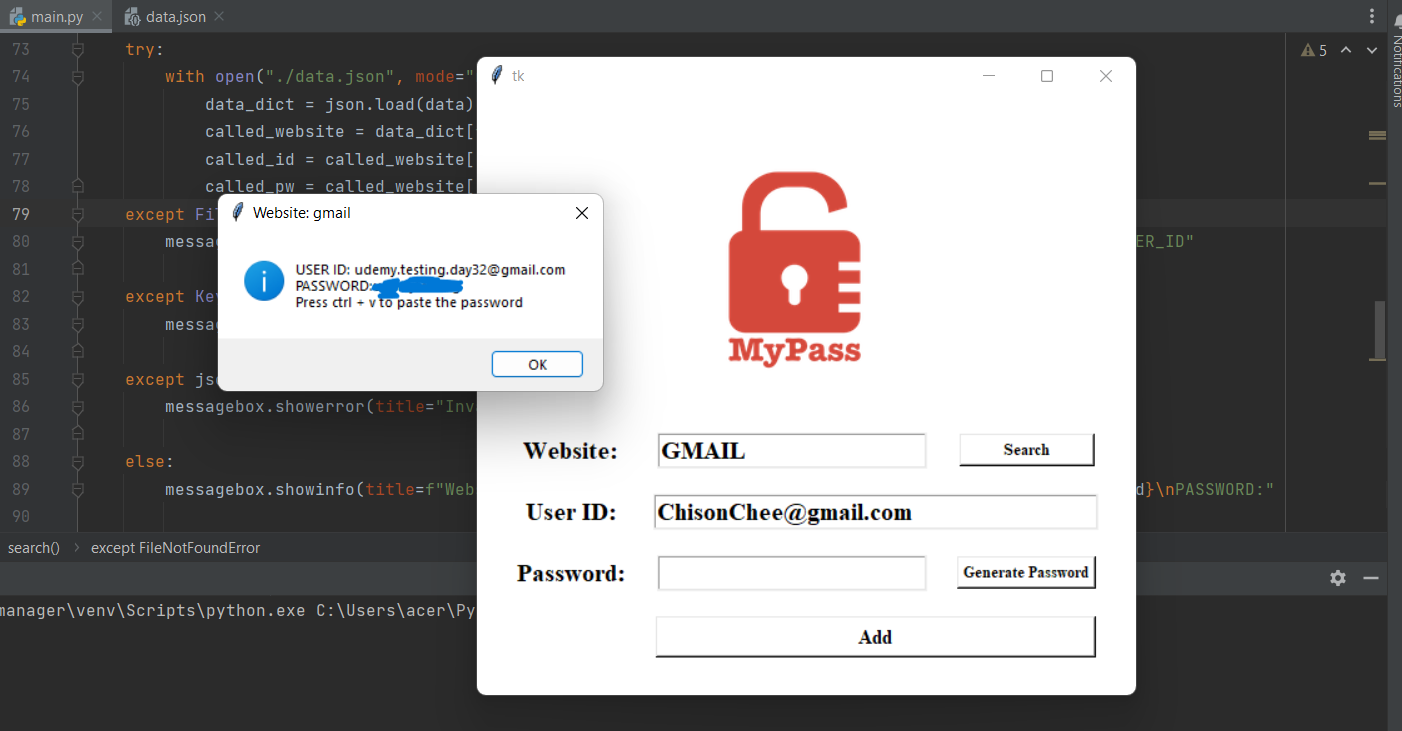 main.py data.json
Notifications
73 try:
5
74 with open("./data.json", mode="
tk
75 data_dict = json.load(data)
76 called_website = data_dict[
77 called_id = called_website[
78 called_pw = called_website[
79 except Fi
Website: gmail
80 messa ER_ID"
81
USER ID: udemy.testing.day32@gmail.com
82 except Ke
PASSWORD:
Press ctrl + v to paste the password
83 messa
84
OK
MyPass
85 except js
86 messagebox.showerror(title="Inva
87
88 else:
Website: GMAIL Search
89 messagebox.showinfo(title=f"Webs d}\nPASSWORD:"
90
User ID: ChisonChee@gmail.com
search() except FileNotFoundError
Password: Generate Password
manager\venv\Scripts\python.exe C:\Users\acer\Py
Add